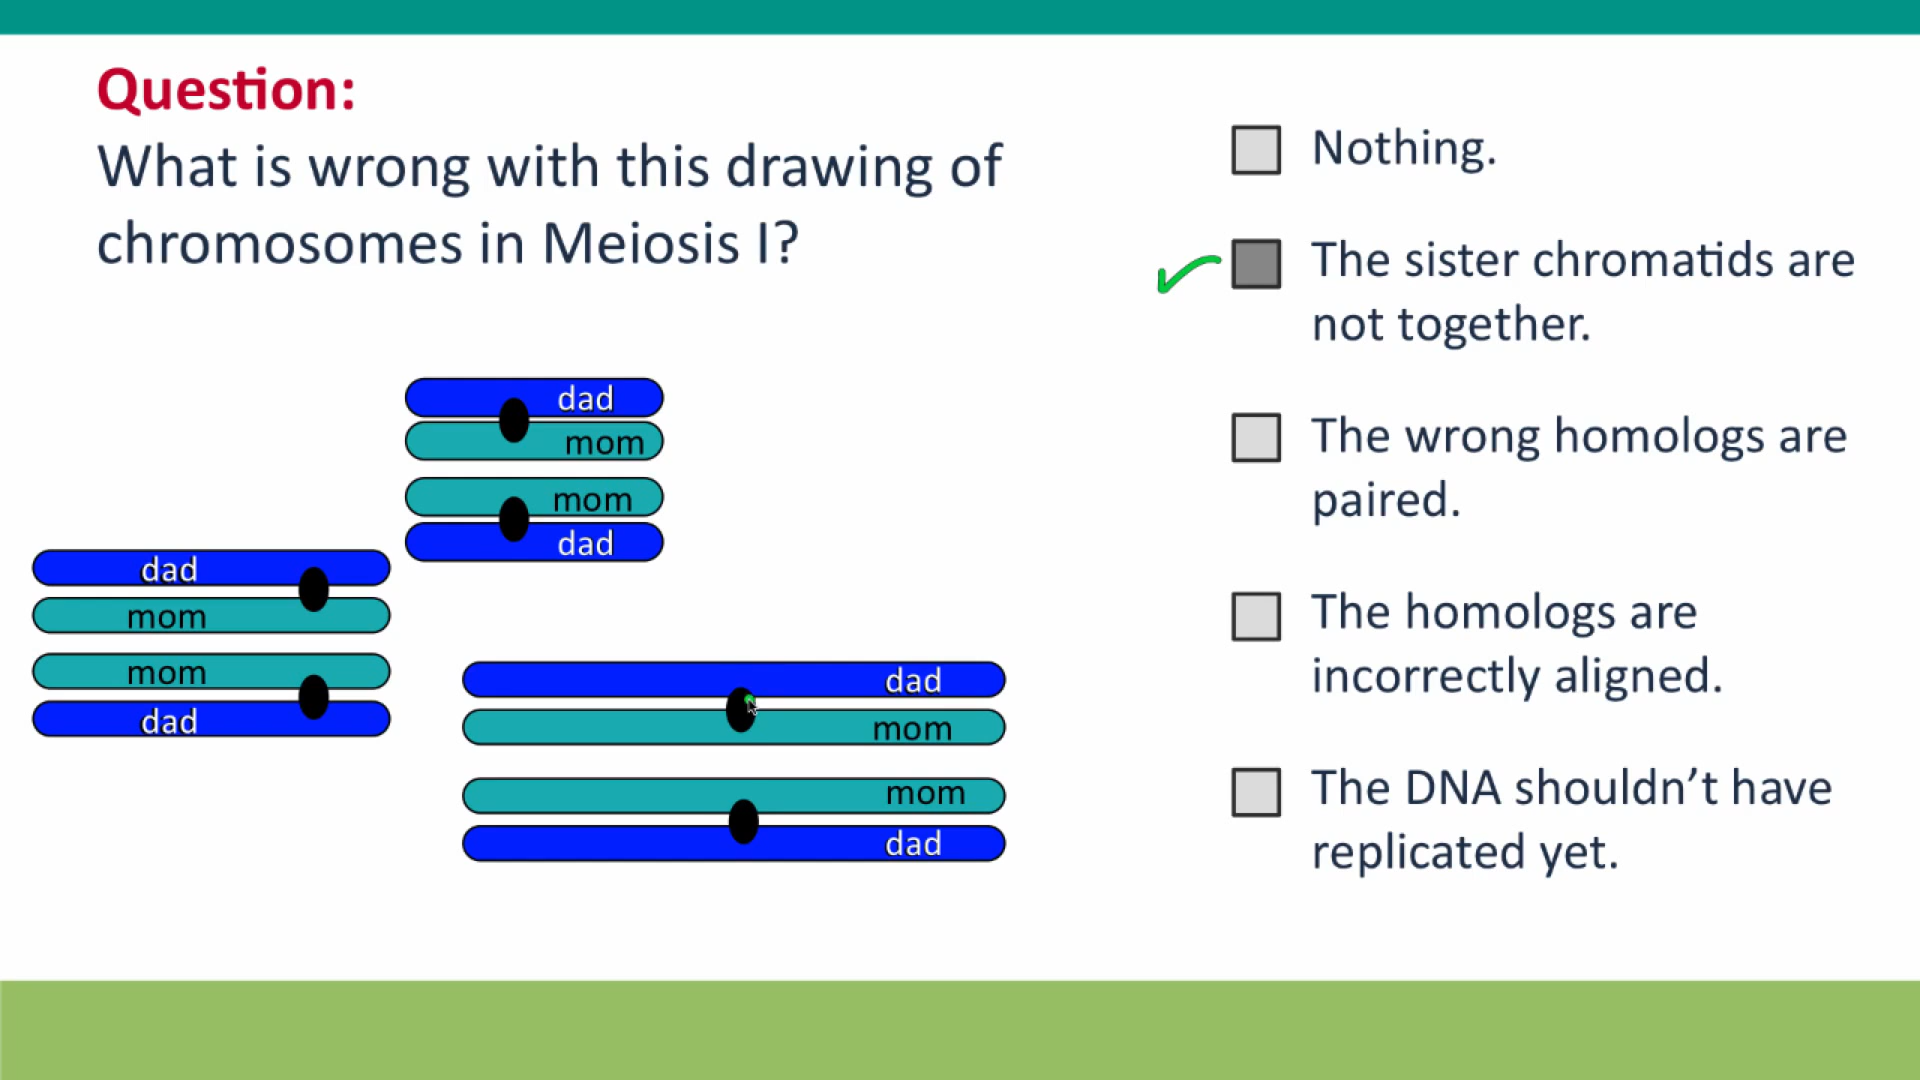 Question:
What is wrong with this drawing of
chromosomes in Meiosis I?
dad
mom
mom
dad
dad
mom
mom
dad
dad
mom
mom
dad
Nothing.
The sister chromatids are
not together.
The wrong homologs are
paired.
The homologs are
incorrectly aligned.
The DNA shouldn’t have
replicated yet.